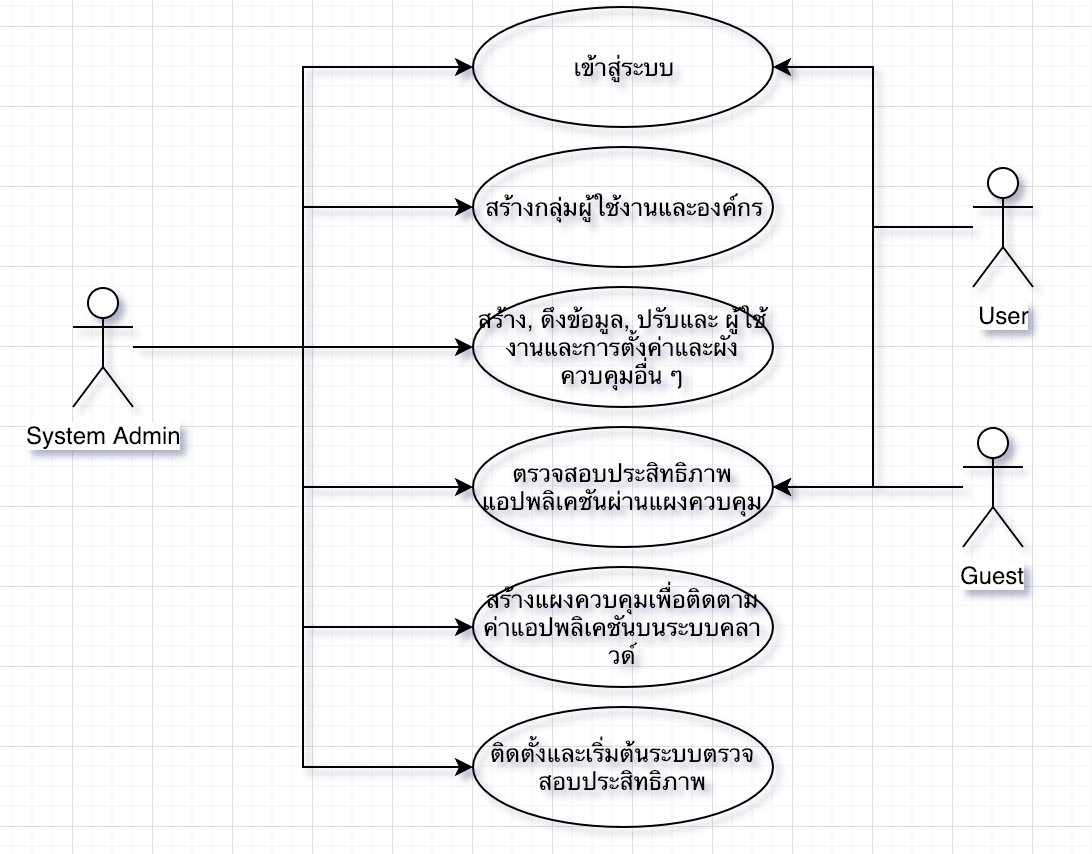 เข้าสู่ระบบ
สร้างกลุ่มผู้ใช้งานและองค์กร
User
สร้าง, ดึงข้อมูล, ปรับและ ผู้ใช้
งานและการตั้งค่าและผัง
ควบคุมอื่น ๆ
System Admin
ตรวจสอบประสิทธิภาพ
แอปพลิเคชันผ่านแผงควบคุม
Guest
สร้างแผงควบคุมเพื่อติดตาม
ค่าแอปพลิเคชันบนระบบคลา
วด์
ติดตั้งและเริ่มต้นระบบตรวจ
สอบประสิทธิภาพ